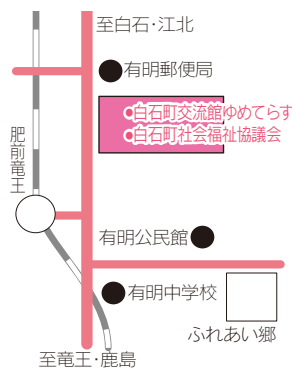 至白石・江北
有明郵便局
●白石町交流館ゆめてらす
●白石町社会福祉協議会
肥前竜王
有明公民館
有明中学校
ふれあい郷
至竜王・鹿島